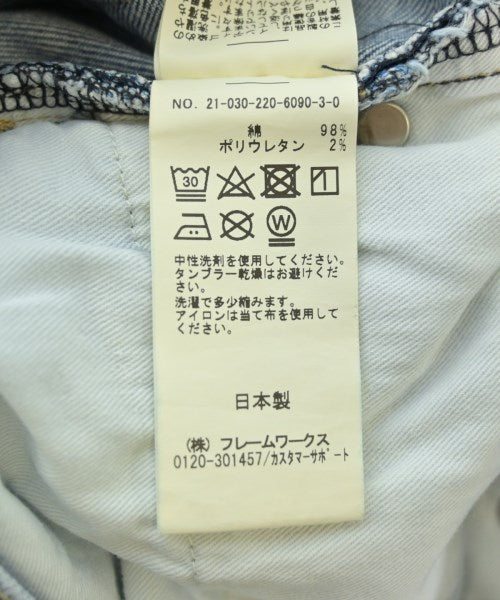 NO. 21-030-220-6090-3-0
綿 98%
ポリウレタン 2%
30
W
中性洗剤を使用してください。
タンブラー乾燥はお避けくださ
い。
洗濯で多少縮みます。
アイロンは当て布を使用して
ください。
日本製
(株) フレームワークス
0120-301457/カスタマーサポート